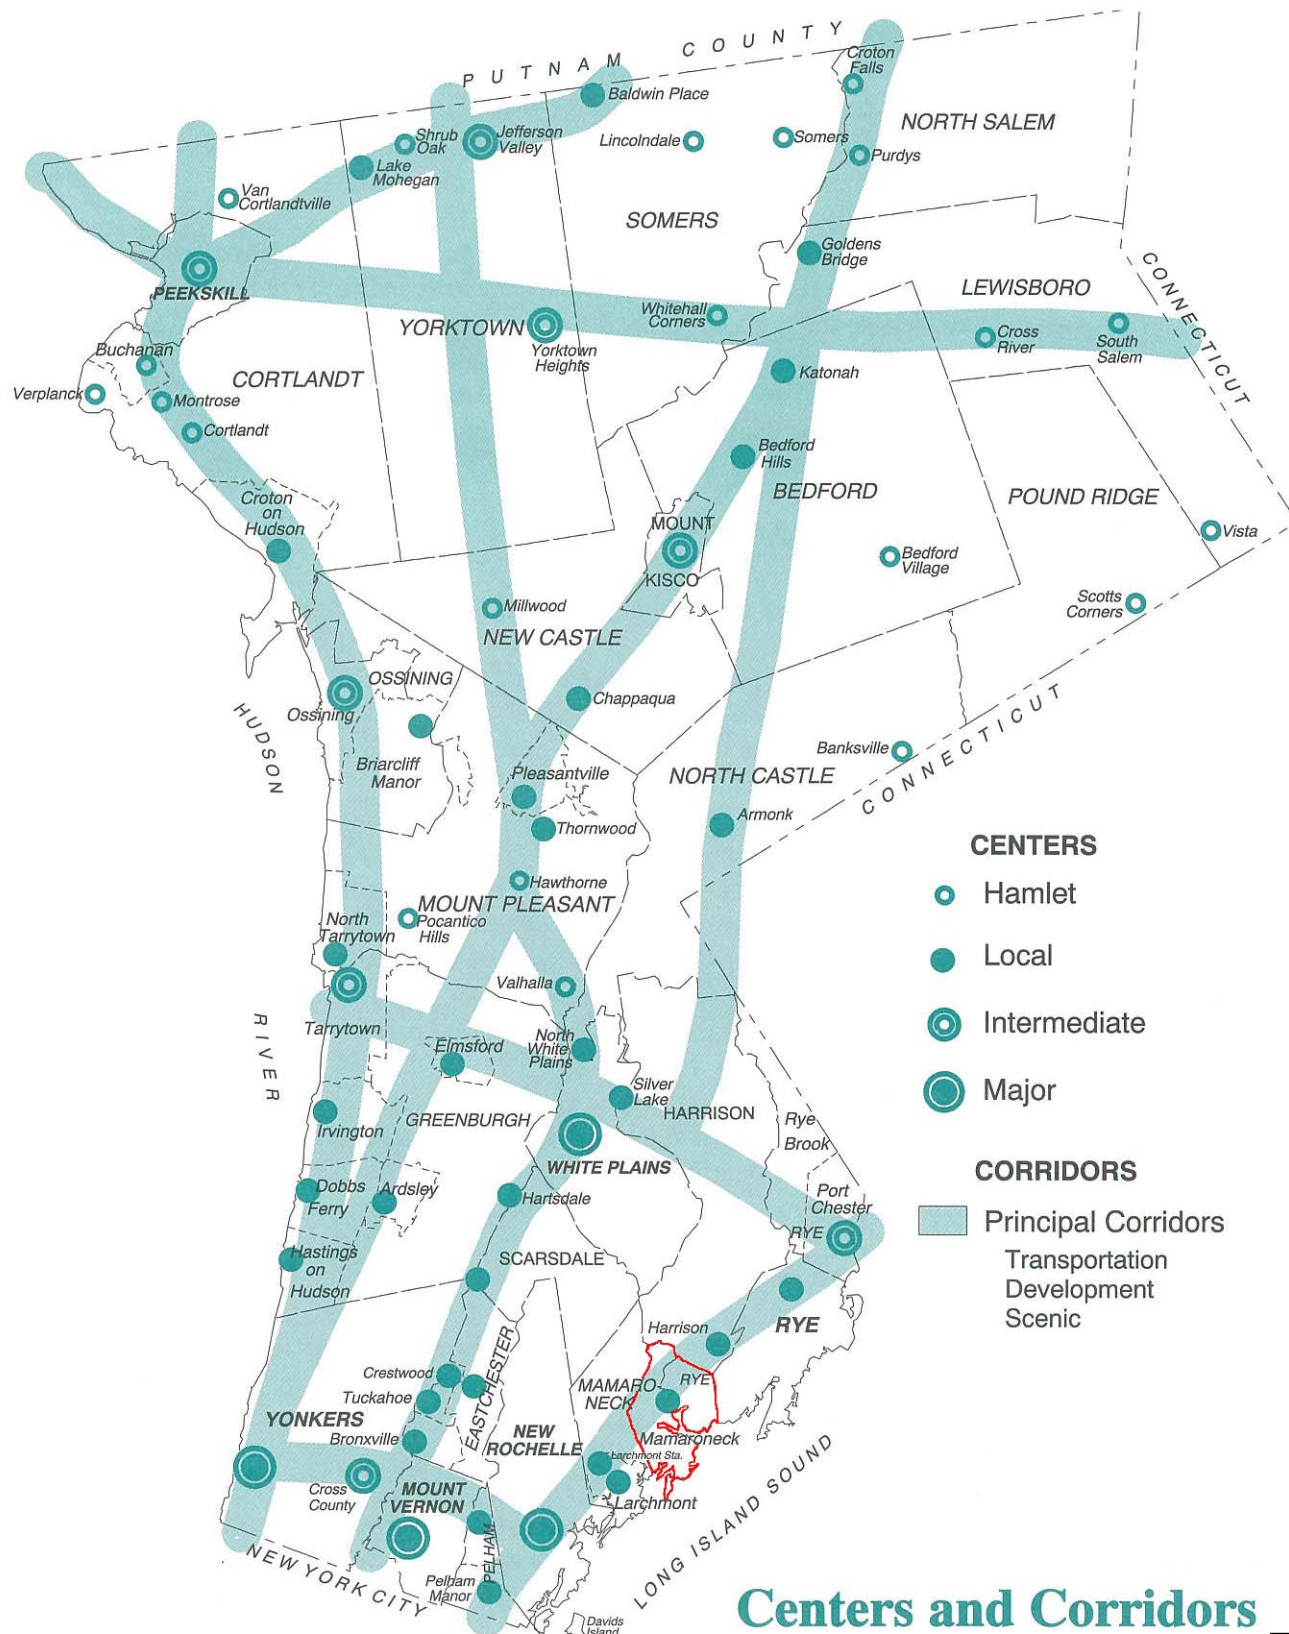 PUTNAM COUNTY
Croton
Falls
Baldwin Place
NORTH SALEM
Shrub
Oak
Jefferson
Valley
Lincolndale
Somers
Purdys
Lake
Mohegan
Van
Cortlandtville
SOMERS
Goldens
Bridge
CONNECTICUT
PEEKSKILL
LEWISBORO
Whitehall
Corners
YORKTOWN
Yorktown
Heights
Cross
River
South
Salem
Buchanan
CORTLANDT
Katonah
Verplanck
Montrose
Cortlandt
Bedford
Hills
BEDFORD
POUND RIDGE
Croton
on
Hudson
MOUNT
KISCO
Vista
Bedford
Village
Scotts
Corners
Millwood
NEW CASTLE
OSSINING
Ossining
Chappaqua
HUDSON
Briarcliff
Manor
Banksville
CONNECTICUT
Pleasantville
NORTH CASTLE
Thornwood
Armonk
CENTERS
Hamlet
Local
Intermediate
Major
CORRIDORS
Principal Corridors
Transportation
Development
Scenic
Hawthorne
MOUNT PLEASANT
Pocantico
Hills
North
Tarrytown
Valhalla
Tarrytown
RIVER
Elmsford
North
White
Plains
Silver
Lake
HARRISON
GREENBURGH
Irvington
Rye
Brook
WHITE PLAINS
Dobbs
Ferry
Ardsley
Hartsdale
Port
Chester
RYE
Hastings
on
Hudson
SCARSDALE
Harrison
RYE
Crestwood
EASTCHESTER
MAMARO-
NECK
RYE
Tuckahoe
YONKERS
Bronxville
NEW
ROCHELLE
Mamaroneck
Larchmont Sta.
Cross
County
MOUNT
VERNON
Larchmont
LONG ISLAND SOUND
PELHAM
NEW YORK CITY
Pelham
Manor
Davids
Island
Centers and Corridors